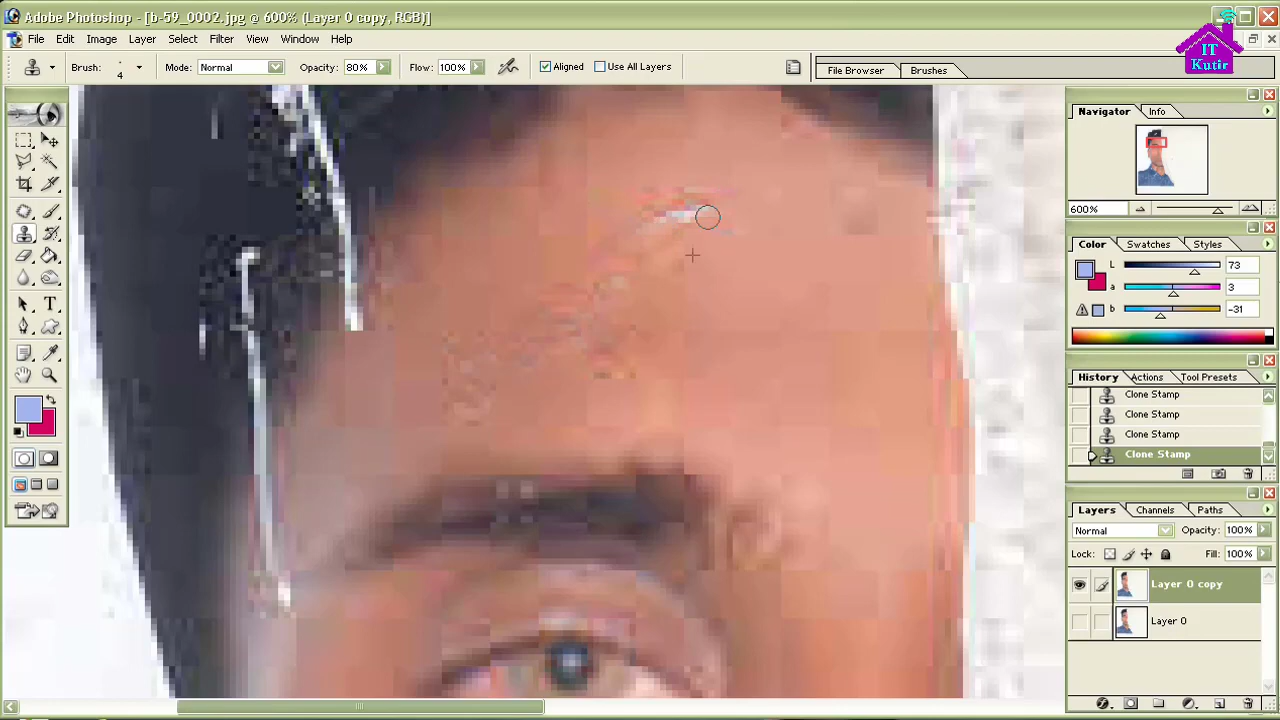 Adobe Photoshop - [b-59_0002.jpg @ 600% (Layer 0 copy, RGB)]
File Edit Image Layer Select Filter View Window Help
IT
Kutir
Brush: 4 Mode: Normal Opacity: 80% Flow: 100% Aligned Use All Layers File Browser Brushes
Navigator Info
600%
Color Swatches Styles
L 73
a 3
b -31
History Actions Tool Presets
Clone Stamp
Clone Stamp
Clone Stamp
Clone Stamp
Layers Channels Paths
Normal Opacity: 100%
Lock: Fill: 100%
Layer 0 copy
Layer 0